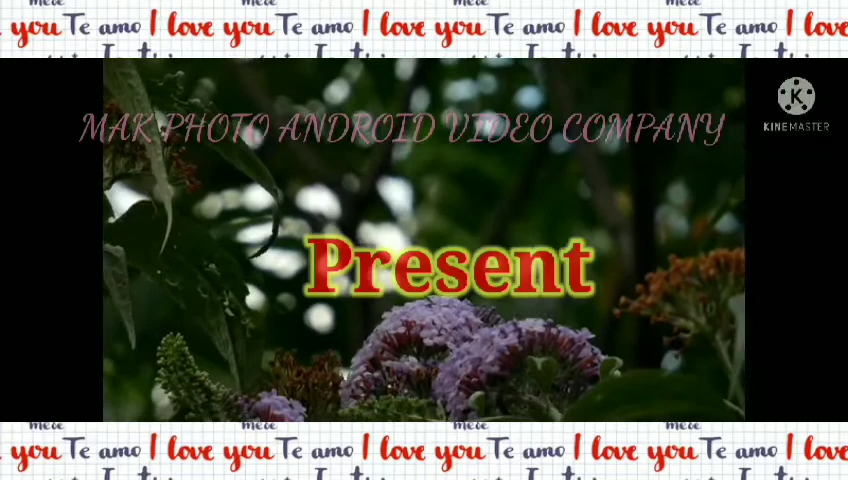 you Te amo I love you Te amo I love you Te amo I love you Te amo I love
MAK PHOTO ANDROID VIDEO COMPANY
K
KINEMASTER
Present
you Te amo I love you Te amo I love you Te amo I love you Te amo I love